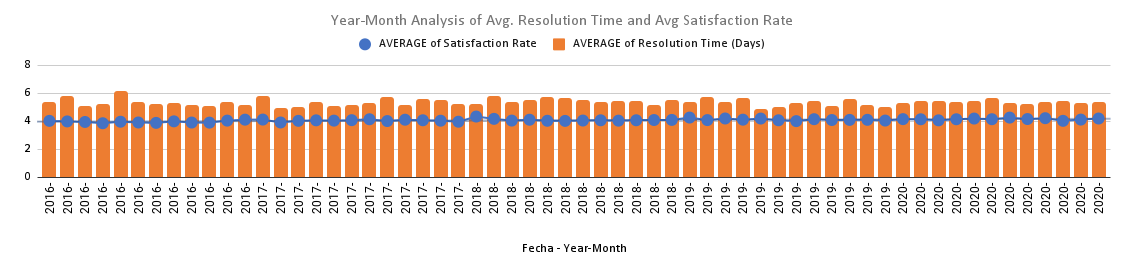 Year-Month Analysis of Avg. Resolution Time and Avg Satisfaction Rate
AVERAGE of Satisfaction Rate AVERAGE of Resolution Time (Days)
8
6
4
2
0
2016- 2016- 2016- 2016- 2016- 2016- 2016- 2016- 2016- 2016- 2016- 2016- 2017- 2017- 2017- 2017- 2017- 2017- 2017- 2017- 2017- 2017- 2017- 2017- 2018- 2018- 2018- 2018- 2018- 2018- 2018- 2018- 2018- 2018- 2018- 2018- 2019- 2019- 2019- 2019- 2019- 2019- 2019- 2019- 2019- 2019- 2019- 2019- 2020- 2020- 2020- 2020- 2020- 2020- 2020- 2020- 2020- 2020- 2020- 2020-
Fecha - Year-Month